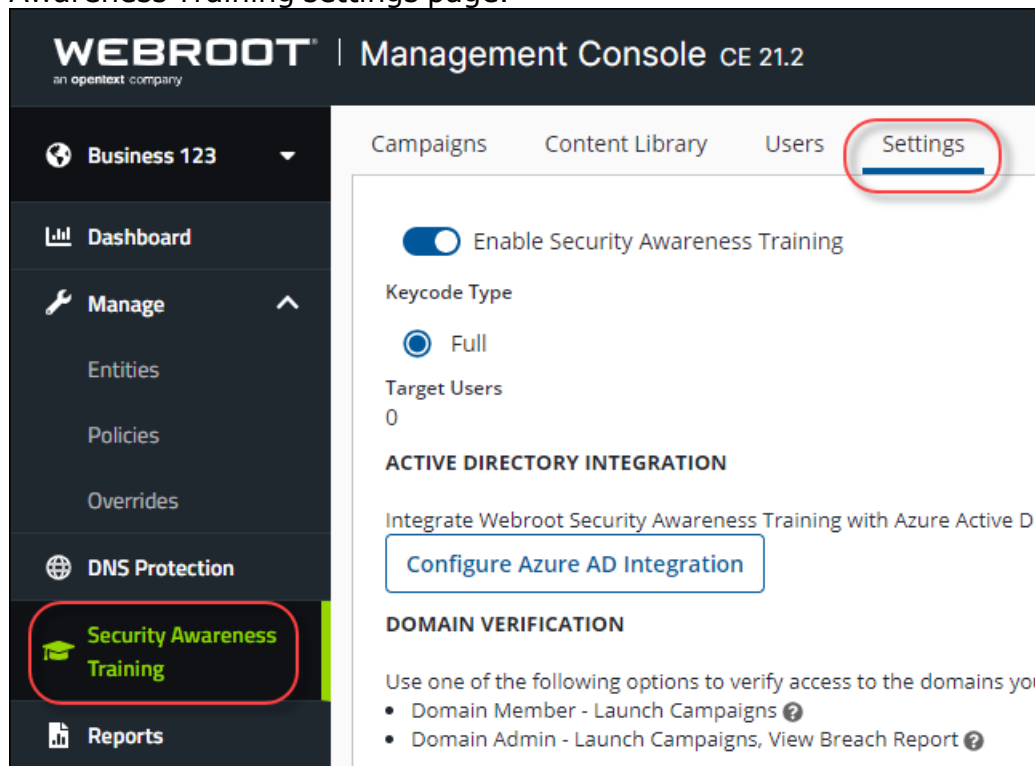 Awareness Training settings page.
WEBROOT | Management Console CE 21.2
an opentext company
Business 123
Campaigns Content Library Users Settings
Dashboard
Enable Security Awareness Training
Manage
Keycode Type
Full
Entities
Target Users
0
Policies
ACTIVE DIRECTORY INTEGRATION
Overrides
Integrate Webroot Security Awareness Training with Azure Active D
Configure Azure AD Integration
DNS Protection
DOMAIN VERIFICATION
Security Awareness
Training
Use one of the following options to verify access to the domains you
• Domain Member - Launch Campaigns
• Domain Admin - Launch Campaigns, View Breach Report
Reports